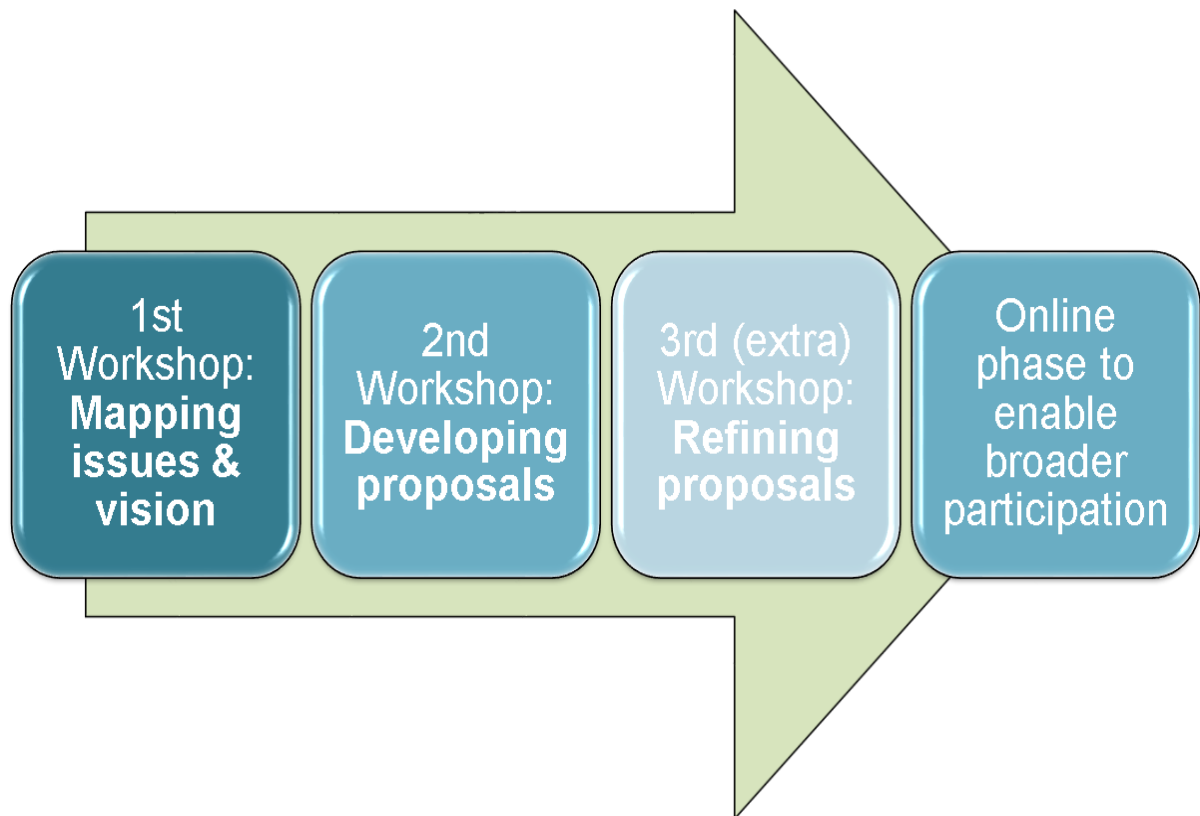 1st
Workshop:
Mapping
issues &
vision
2nd
Workshop:
Developing
proposals
3rd (extra)
Workshop:
Refining
proposals
Online
phase to
enable
broader
participation